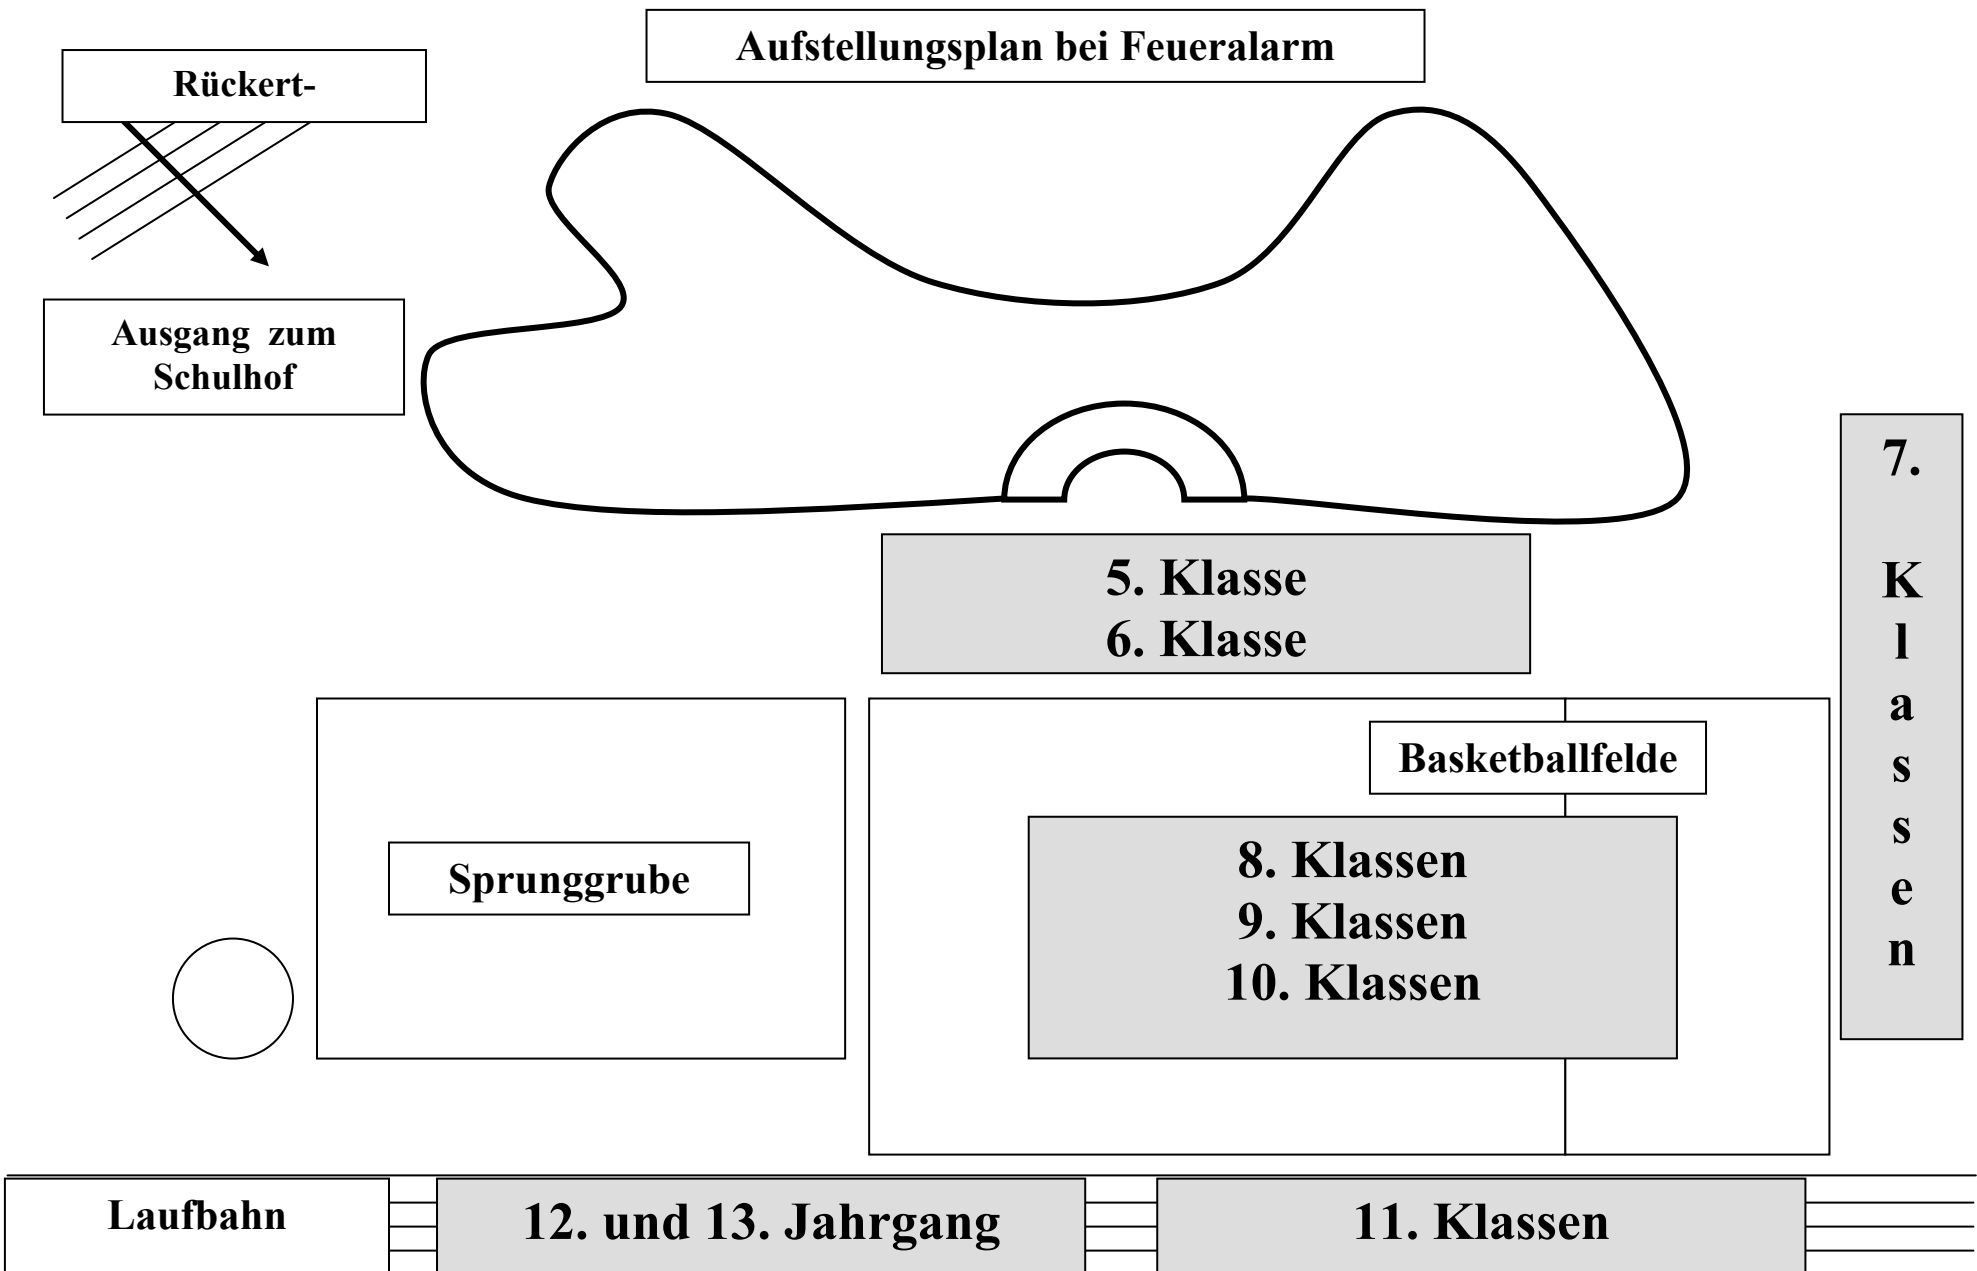 Aufstellungsplan bei Feueralarm
Rückert-
Ausgang zum
Schulhof
7.
K
l
a
s
s
e
n
5. Klasse
6. Klasse
Basketballfelde
Sprunggrube
8. Klassen
9. Klassen
10. Klassen
Laufbahn
12. und 13. Jahrgang
11. Klassen